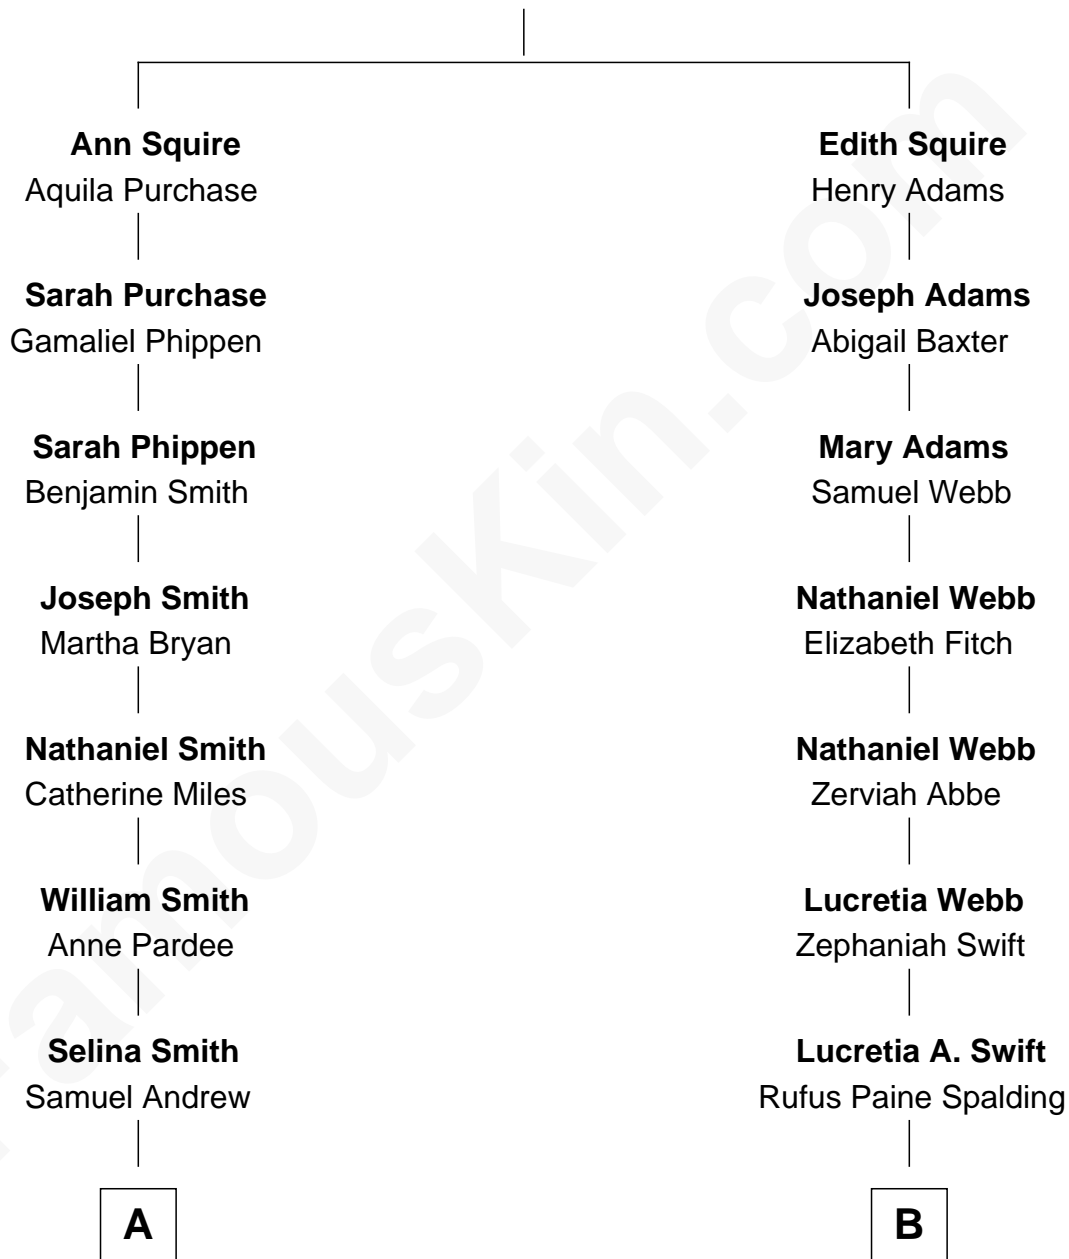 Ann Squire
Aquila Purchase
Sarah Purchase
Gamaliel Phippen
Sarah Phippen
Benjamin Smith
Joseph Smith
Martha Bryan
Nathaniel Smith
Catherine Miles
William Smith
Anne Pardee
Selina Smith
Samuel Andrew
A
Edith Squire
Henry Adams
Joseph Adams
Abigail Baxter
Mary Adams
Samuel Webb
Nathaniel Webb
Elizabeth Fitch
Nathaniel Webb
Zerviah Abbe
Lucretia Webb
Zephaniah Swift
Lucretia A. Swift
Rufus Paine Spalding
B
FamousKin.com